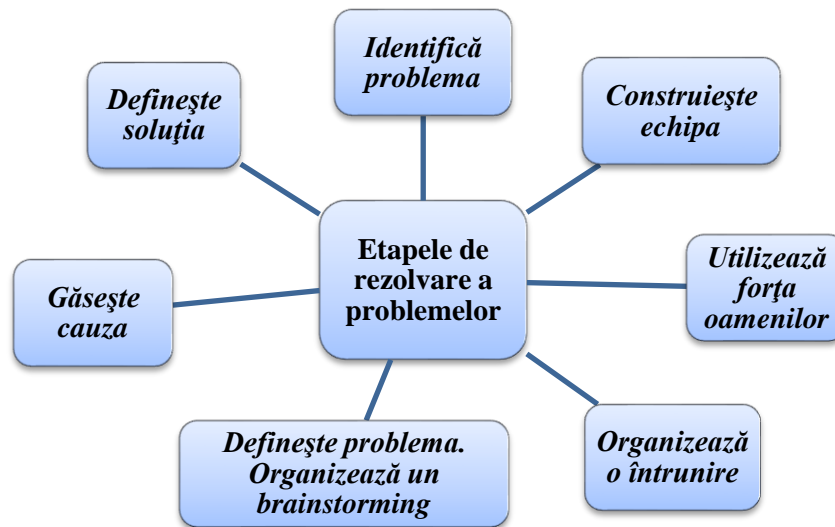 Identifică
problema
Construieşte
echipa
Utilizează
forţa
oamenilor
Organizează
o întrunire
Defineşte problema.
Organizează un
brainstorming
Găseşte
cauza
Defineşte
soluţia
Etapele de
rezolvare a
problemelor